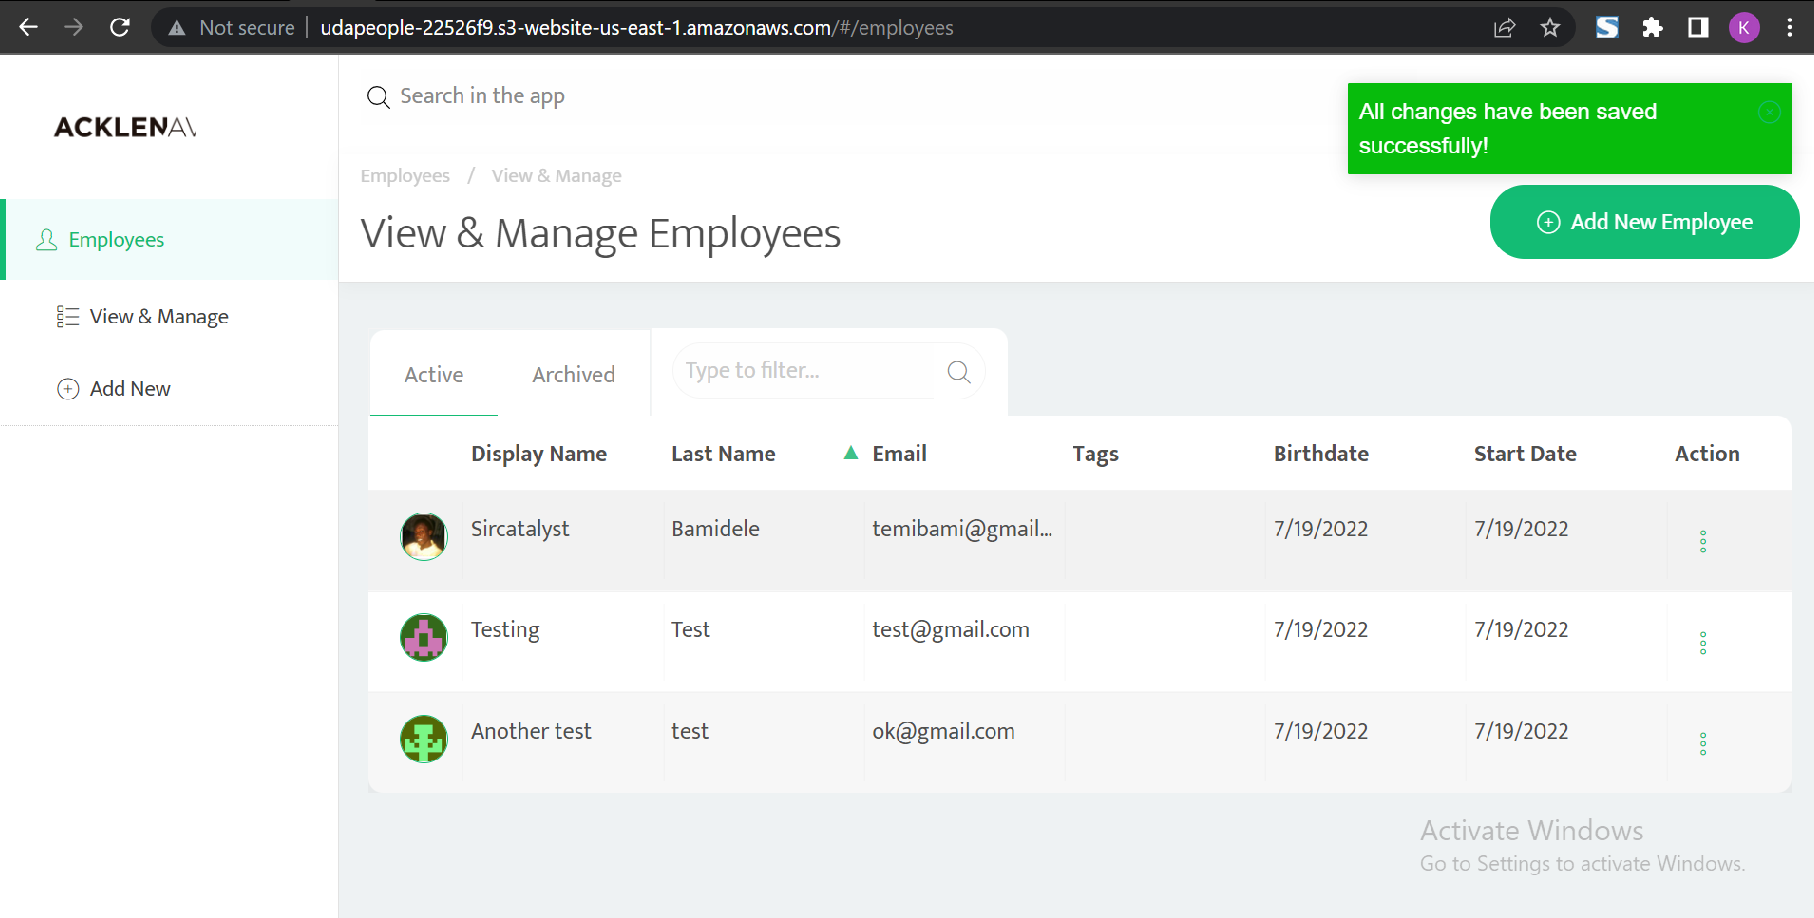 Not secure | udapeople-22526f9.s3-website-us-east-1.amazonaws.com/#/employees
K
ACKLENAV
Search in the app
All changes have been saved
successfully!
Employees / View & Manage
View & Manage Employees
Add New Employee
Employees
View & Manage
Add New
Active Archived Type to filter...
Display Name Last Name Email Tags Birthdate Start Date Action
Sircatalyst Bamidele temibami@gmail... 7/19/2022 7/19/2022
Testing Test test@gmail.com 7/19/2022 7/19/2022
Another test test ok@gmail.com 7/19/2022 7/19/2022
Activate Windows
Go to Settings to activate Windows.